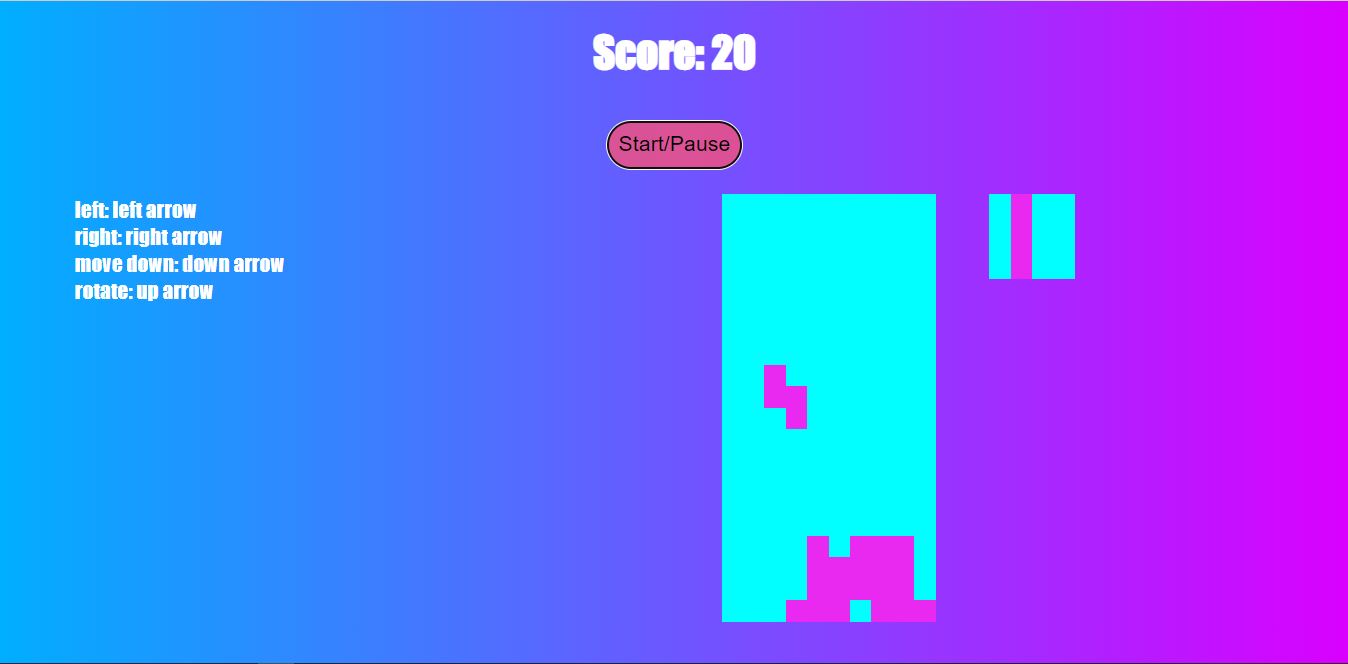 Score: 20
Start/Pause
left: left arrow
right: right arrow
move down: down arrow
rotate: up arrow